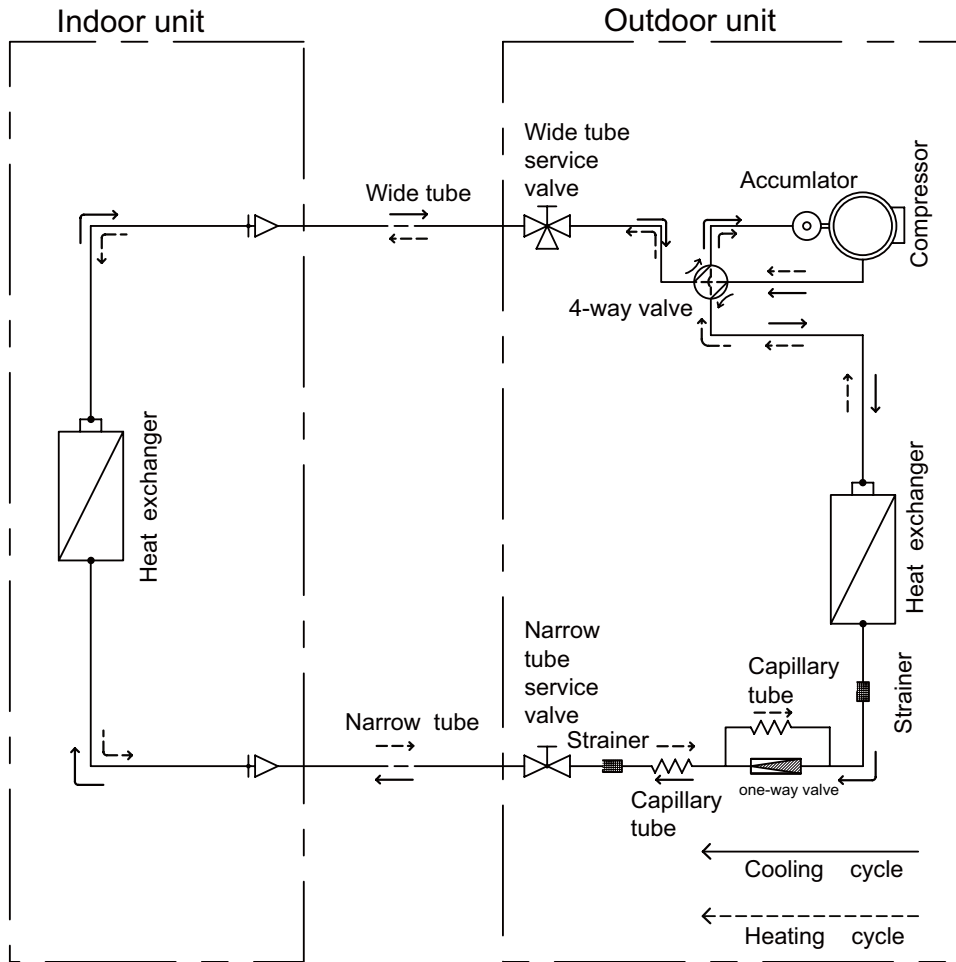 Indoor unit
Outdoor unit
Wide tube
service
valve
Wide tube
Accumlator
Compressor
4-way valve
Heat exchanger
Heat exchanger
Narrow
tube
service
valve
Capillary
tube
Strainer
Narrow tube
Strainer
one-way valve
Capillary
tube
Cooling cycle
Heating cycle